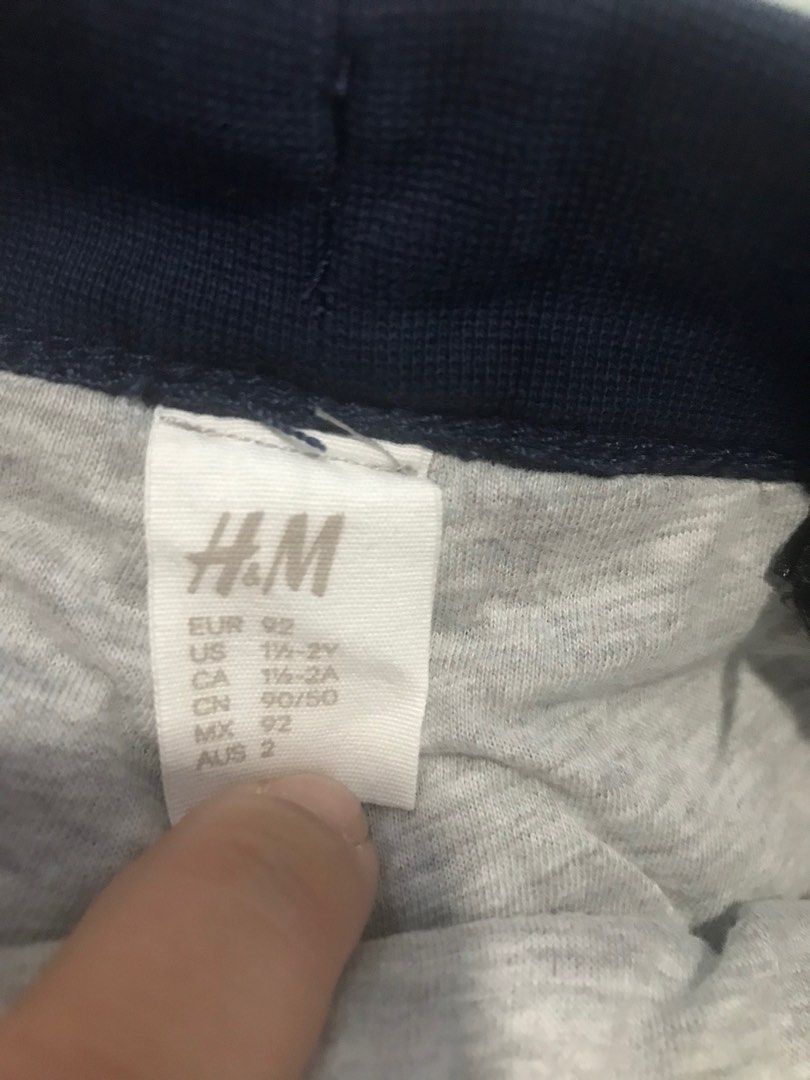 H&M
EUR 92
US 1½-2Y
CA 1½-2A
CN 90/50
MX 92
AUS 2